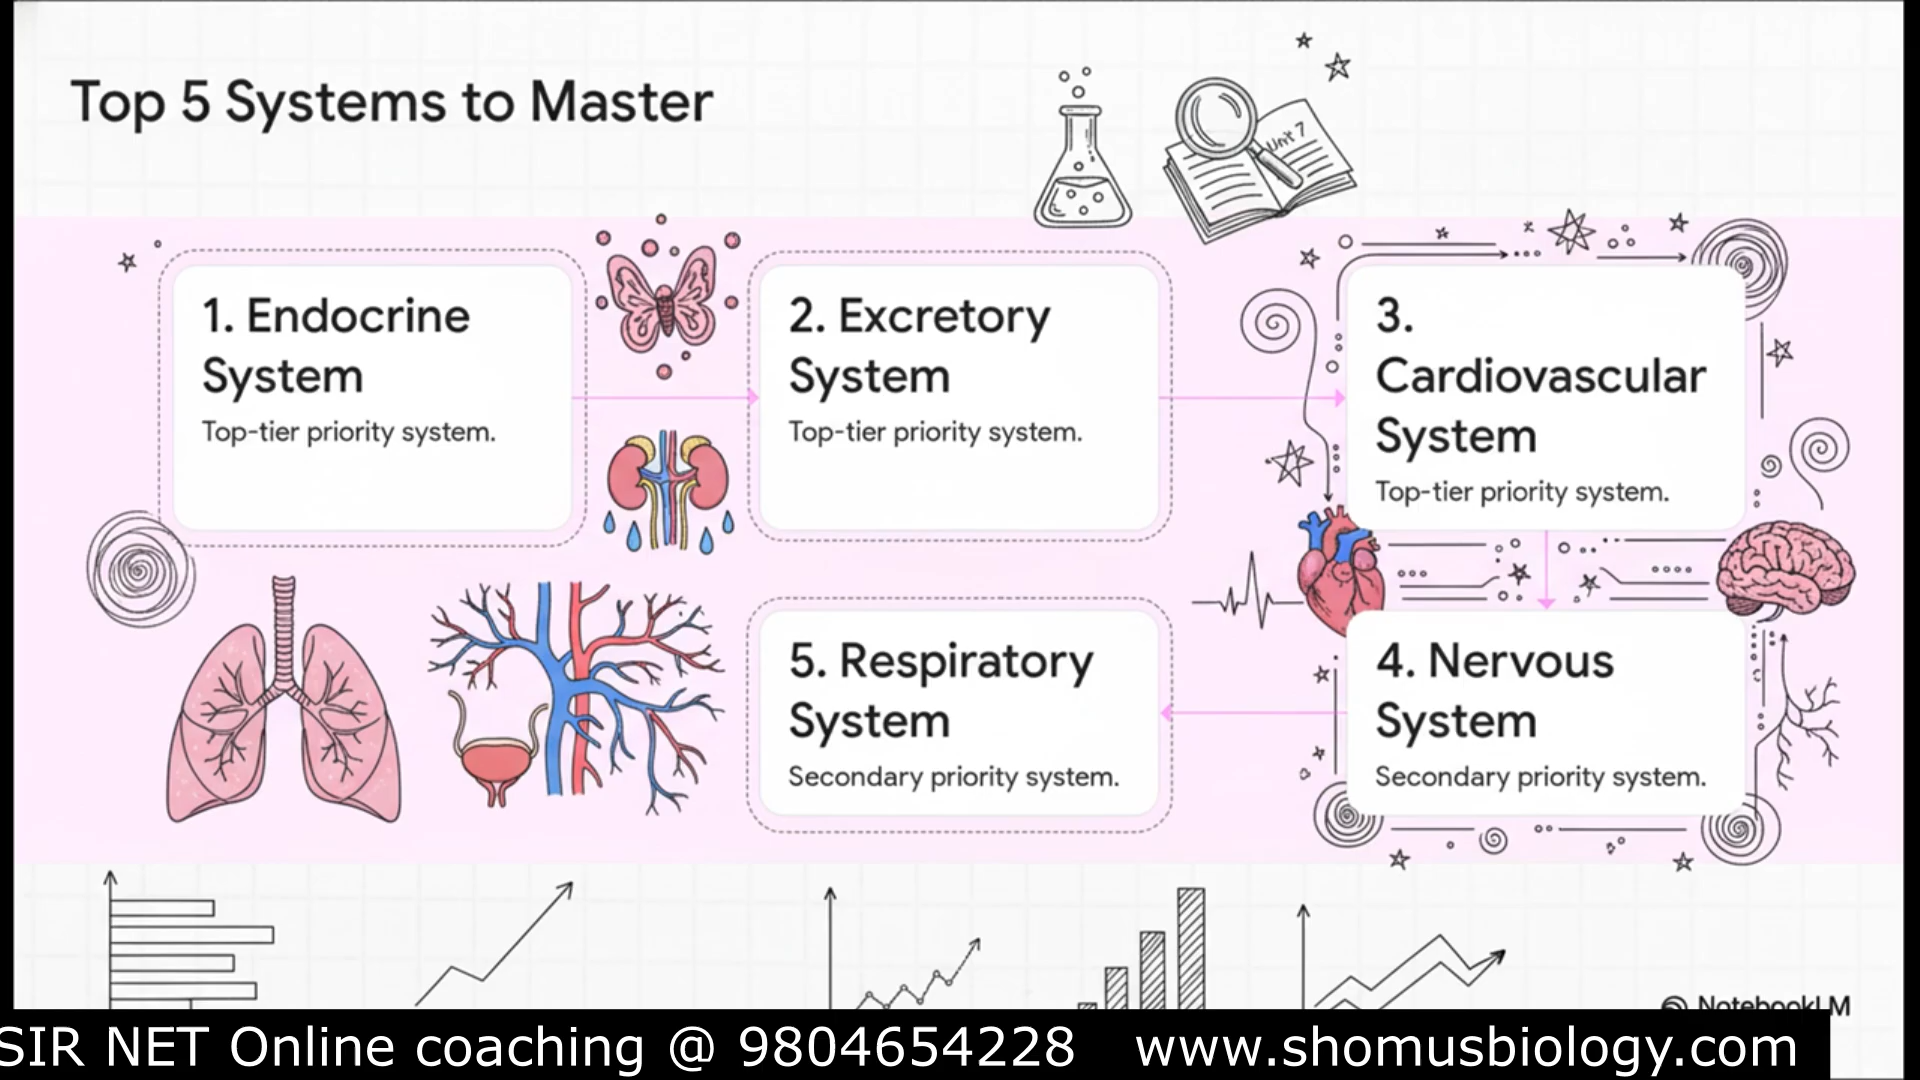 Top 5 Systems to Master
Unit 7
1. Endocrine
System
Top-tier priority system.
2. Excretory
System
Top-tier priority system.
3.
Cardiovascular
System
Top-tier priority system.
4. Nervous
System
Secondary priority system.
5. Respiratory
System
Secondary priority system.
NotebookLM
SIR NET Online coaching @ 9804654228 www.shomusbiology.com